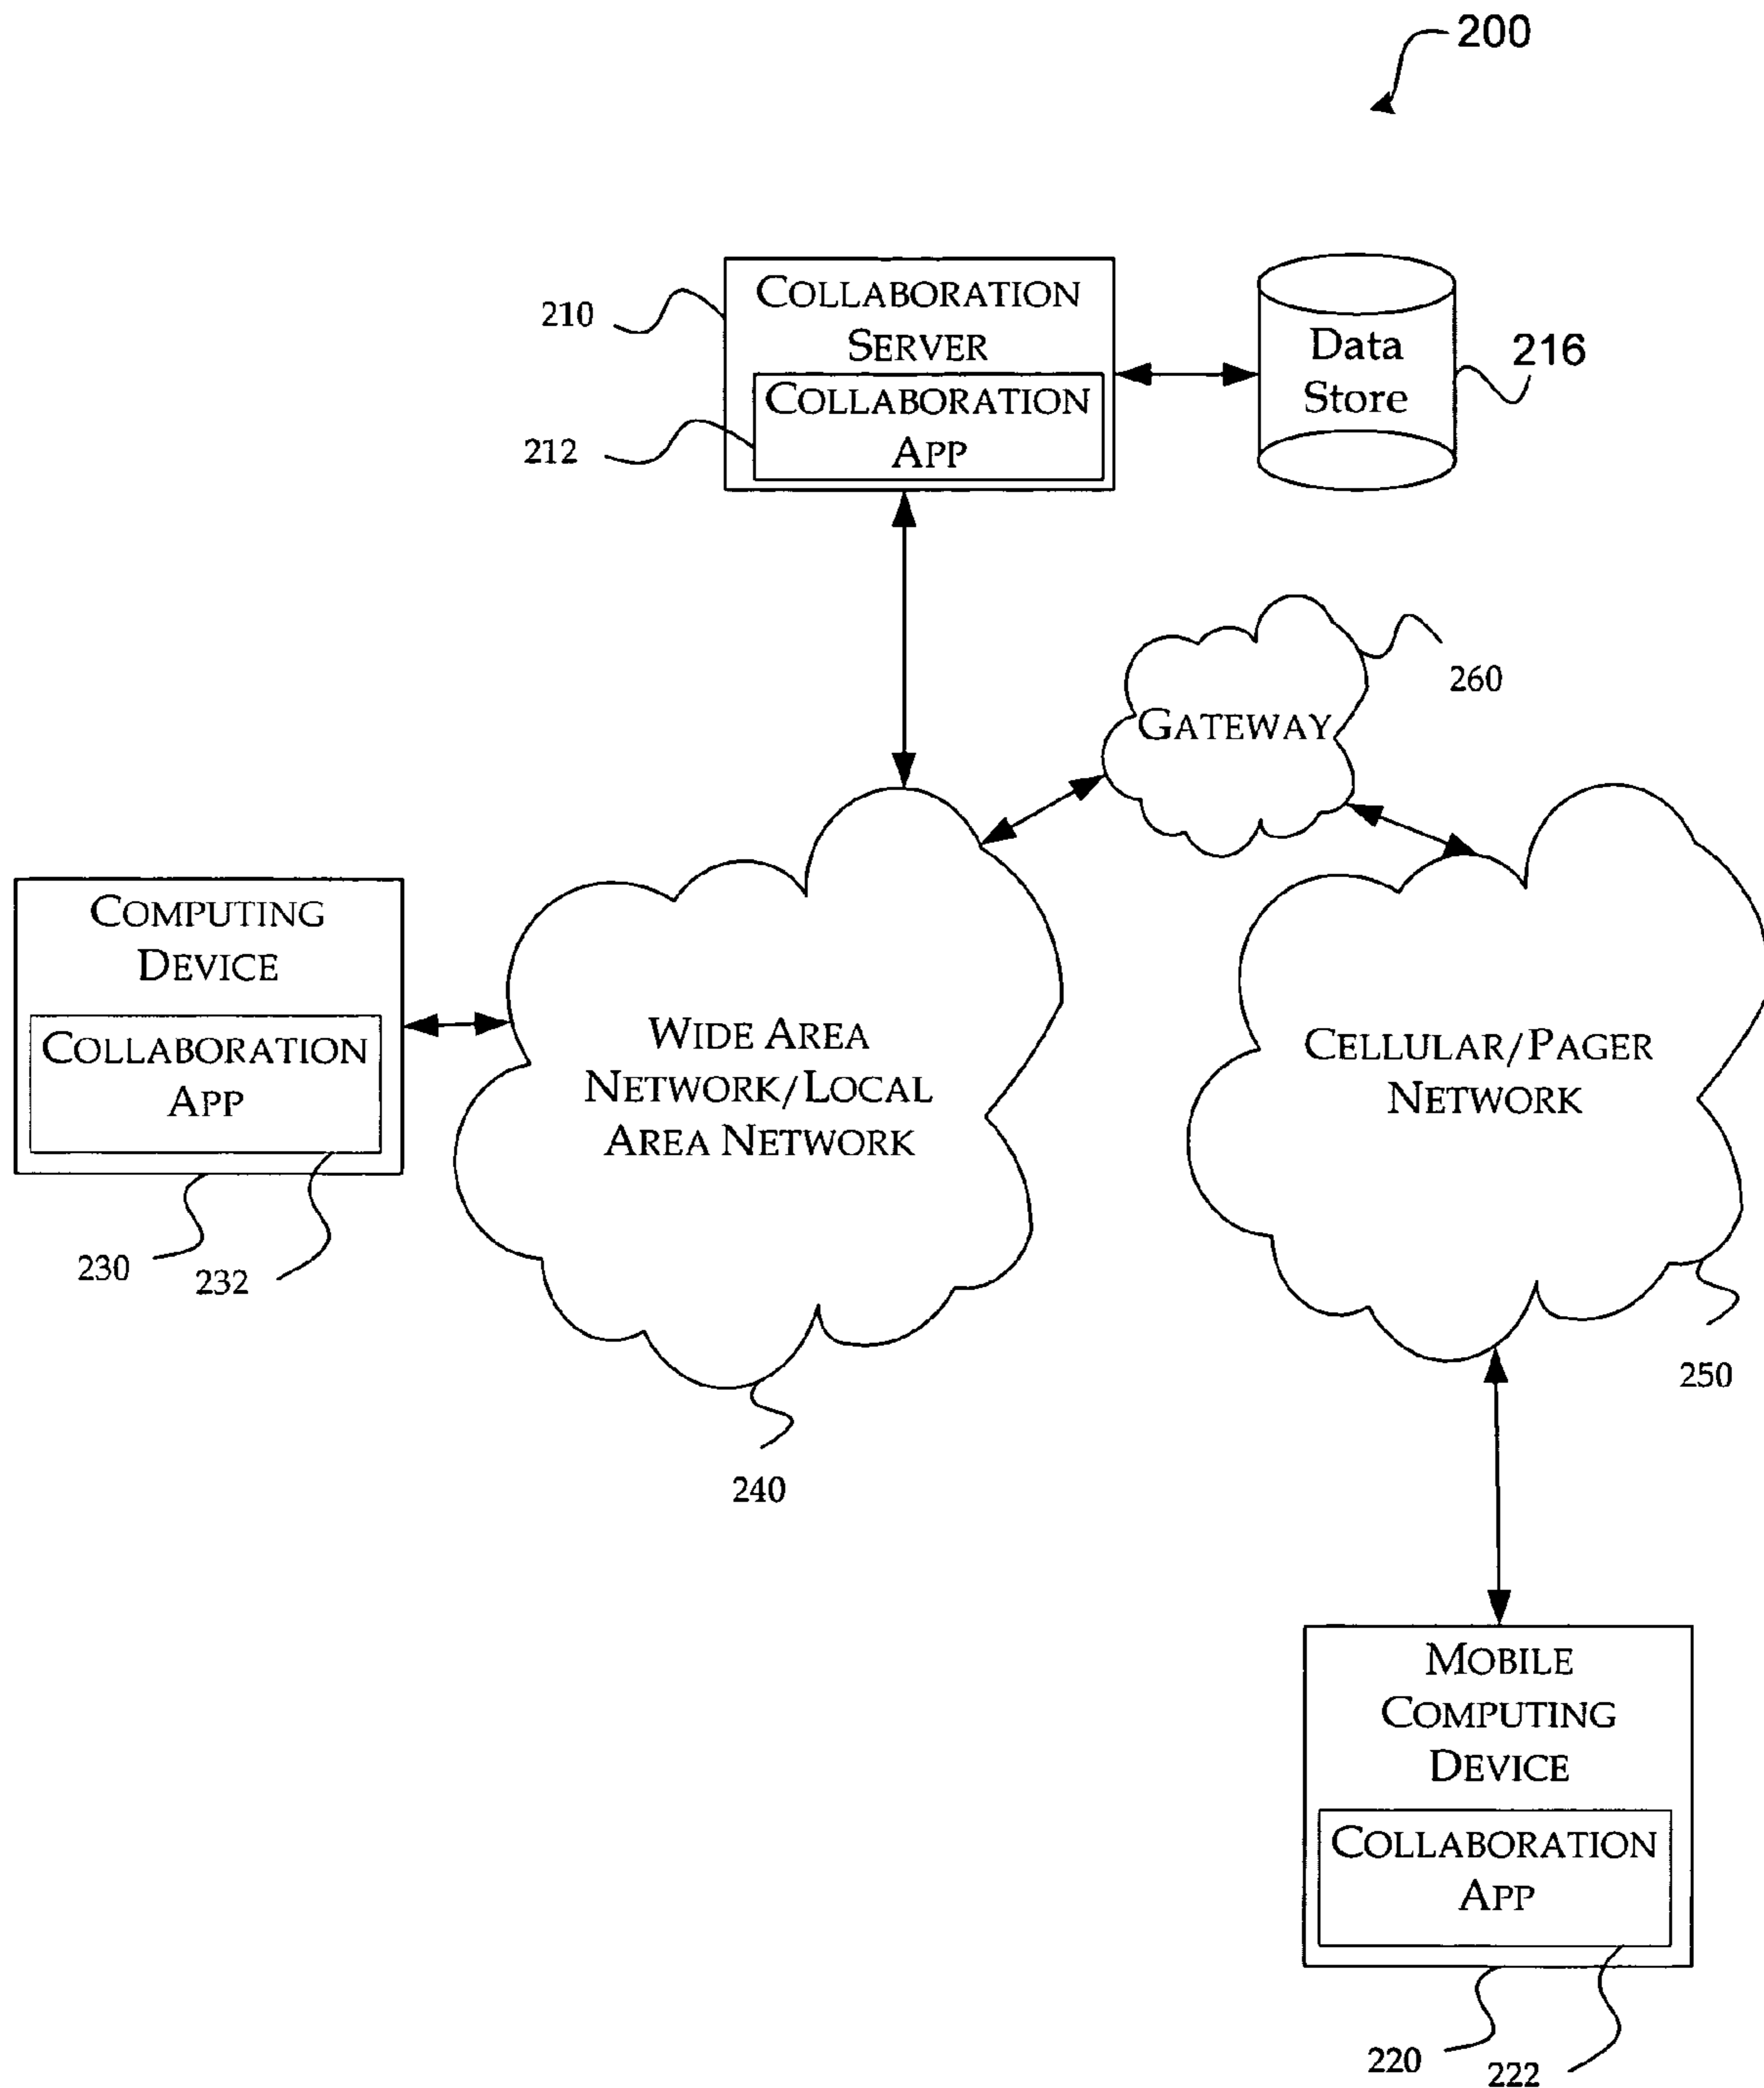 200
COLLABORATION
SERVER
210
Data
Store
216
COLLABORATION
APP
212
260
GATEWAY
COMPUTING
DEVICE
COLLABORATION
APP
230
232
WIDE AREA
NETWORK/LOCAL
AREA NETWORK
240
CELLULAR/PAGER
NETWORK
250
MOBILE
COMPUTING
DEVICE
COLLABORATION
APP
220
222